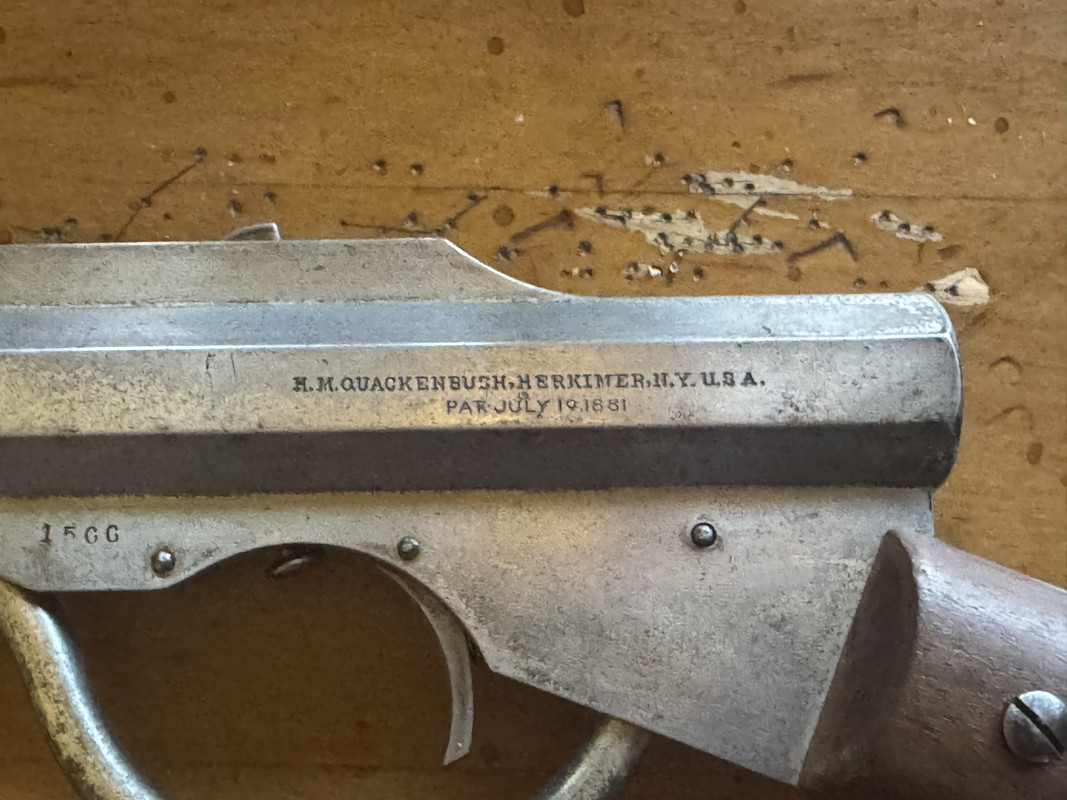 H.M.QUACKENBUSH,HERKIMER,N.Y.U.S.A.
PAT. JULY 19.1881
1566